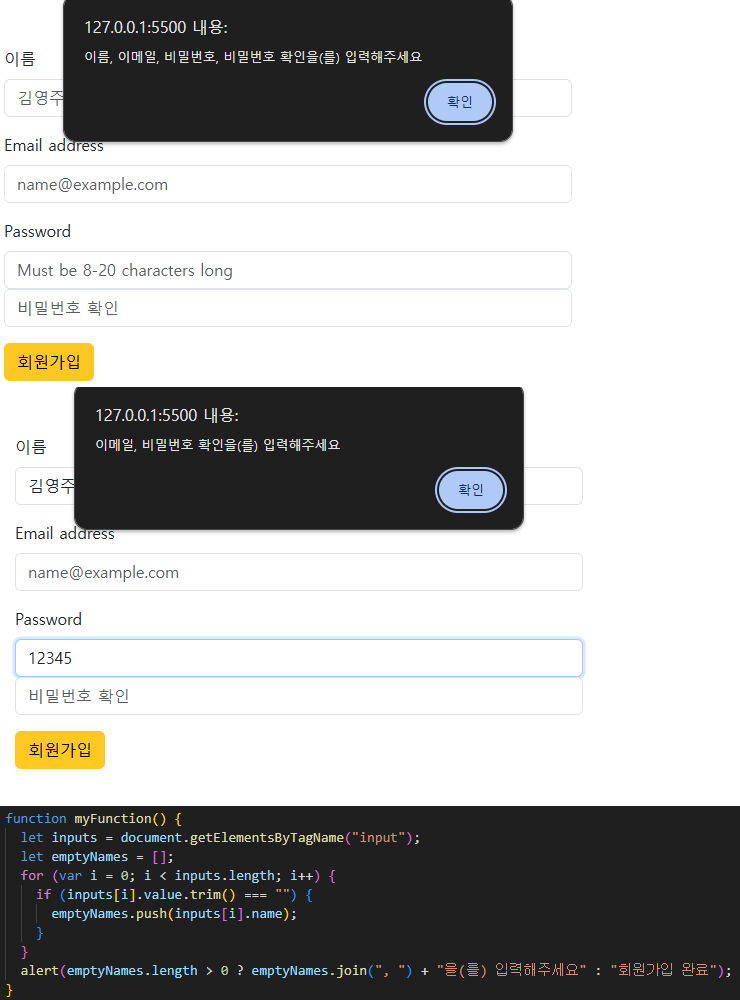 127.0.0.1:5500 내용:
이름, 이메일, 비밀번호, 비밀번호 확인을(를) 입력해주세요
확인
이름
김영주
Email address
name@example.com
Password
Must be 8-20 characters long
비밀번호 확인
회원가입
127.0.0.1:5500 내용:
이메일, 비밀번호 확인을(를) 입력해주세요
확인
이름
김영주
Email address
name@example.com
Password
12345
비밀번호 확인
회원가입
function myFunction() {
let inputs = document.getElementsByTagName("input");
let emptyNames = [];
for (var i = 0; i < inputs.length; i++) {
if (inputs[i].value.trim() === "") {
emptyNames.push(inputs[i].name);
}
}
alert(emptyNames.length > 0 ? emptyNames.join(", ") + "을(를) 입력해주세요" : "회원가입 완료");
}